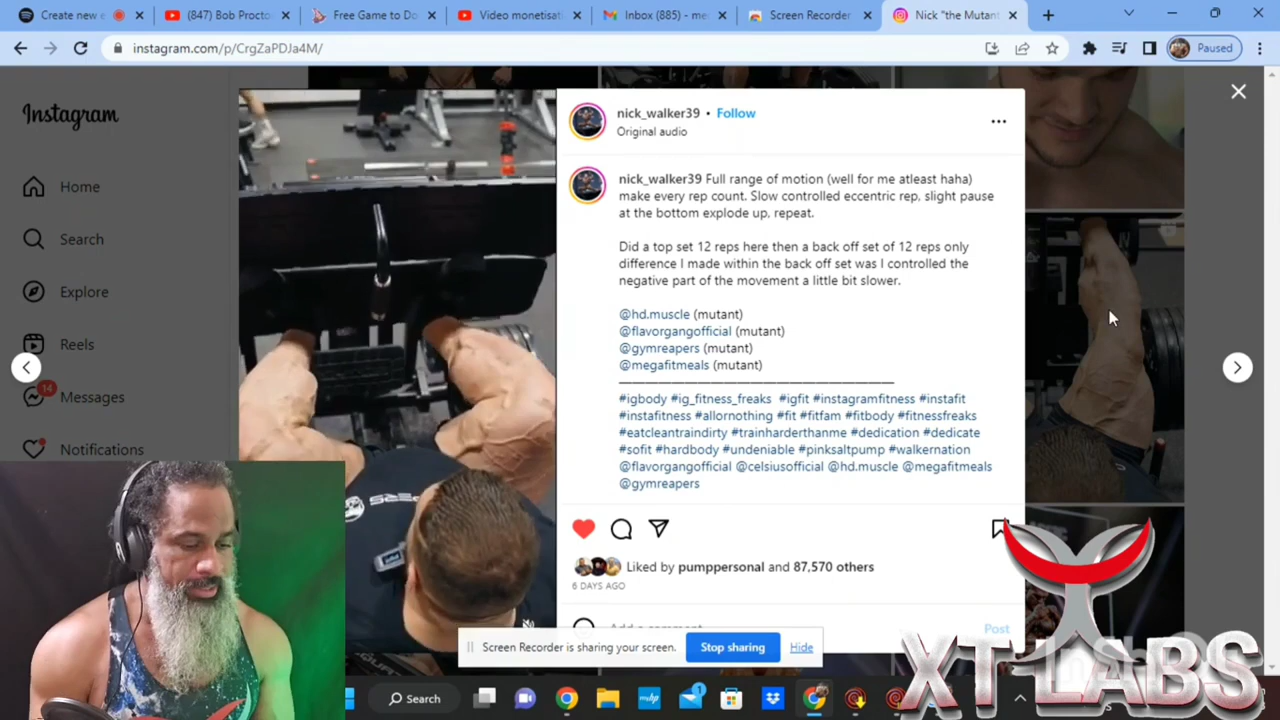 Create new e
(847) Bob Procto
Free Game to Do
Video monetisat
Inbox (885) - me
Screen Recorder
Nick "the Mutant
instagram.com/p/CrgZaPDJa4M/
Paused
Instagram
Home
Search
Explore
Reels
14
Messages
Notifications
nick_walker39 • Follow
Original audio
nick_walker39 Full range of motion (well for me atleast haha)
make every rep count. Slow controlled eccentric rep, slight pause
at the bottom explode up, repeat.
Did a top set 12 reps here then a back off set of 12 reps only
difference I made within the back off set was I controlled the
negative part of the movement a little bit slower.
@hd.muscle (mutant)
@flavorgangofficial (mutant)
@gymreapers (mutant)
@megafitmeals (mutant)
—————————————————————
#igbody #ig_fitness_freaks #igfit #instagramfitness #instafit
#instafitness #allornothing #fit #fitfam #fitbody #fitnessfreaks
#eatcleantraindirty #trainharderthanme #dedication #dedicate
#sofit #hardbody #undeniable #pinksaltpump #walkernation
@flavorgangofficial @celsiusofficial @hd.muscle @megafitmeals
@gymreapers
Liked by pumppersonal and 87,570 others
6 DAYS AGO
Add a comment...
Post
Screen Recorder is sharing your screen.
Stop sharing
Hide
XT LABS
Search